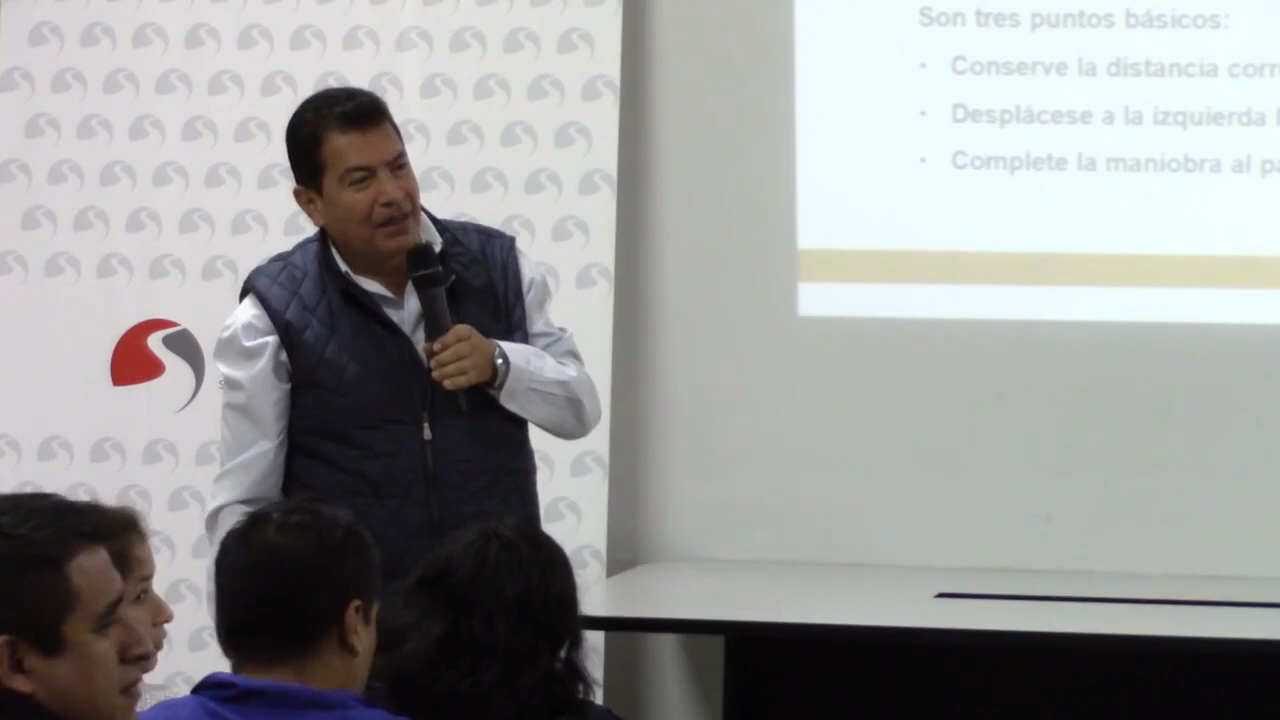 Son tres puntos básicos:
• Conserve la distancia
• Desplácese a la izquierda
• Complete la maniobra al